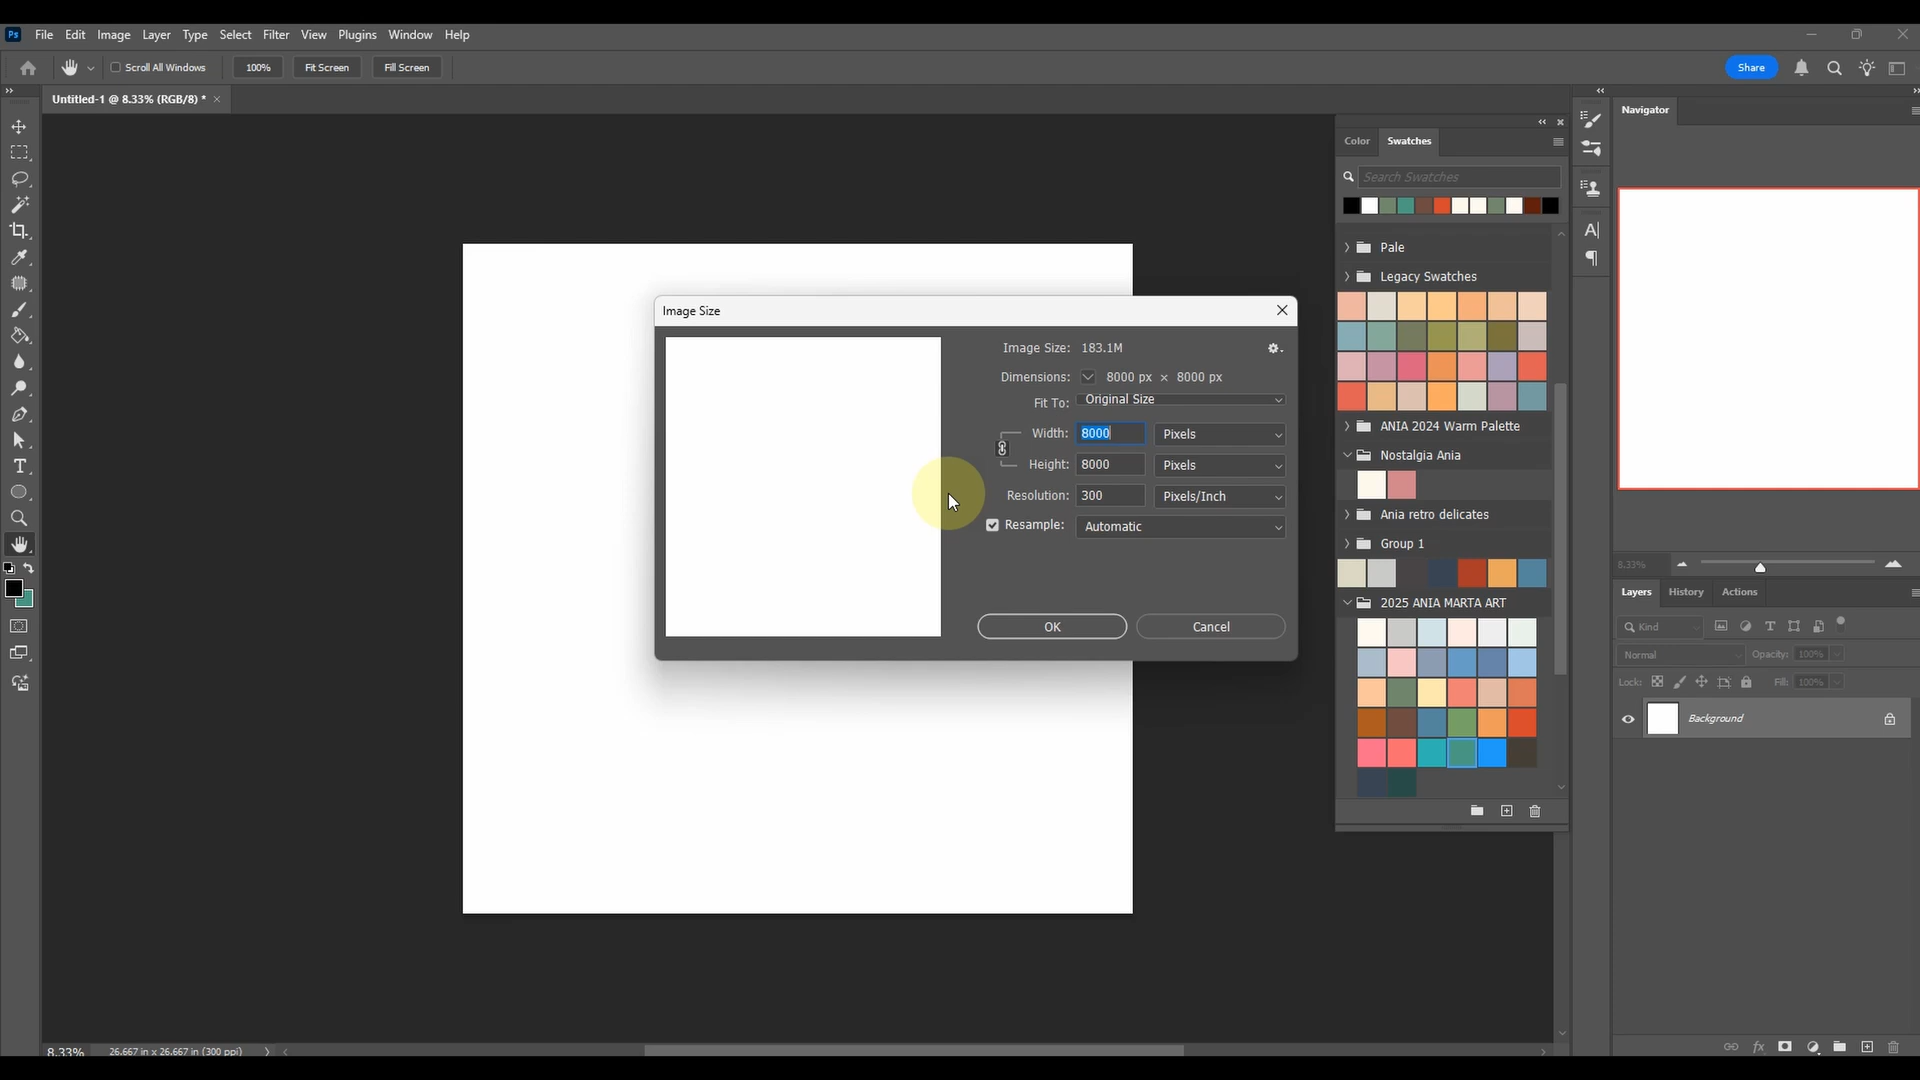 Ps File Edit Image Layer Type Select Filter View Plugins Window Help
Scroll All Windows 100% Fit Screen Fill Screen Share
Untitled-1 @ 8.33% (RGB/8) * ×
Navigator
Color Swatches
Search Swatches
Pale
Legacy Swatches
ANIA 2024 Warm Palette
Nostalgia Ania
Ania retro delicates
Group 1
2025 ANIA MARTA ART
Image Size
Image Size: 183.1M
Dimensions: 8000 px × 8000 px
Fit To: Original Size
Width: 8000 Pixels
Height: 8000 Pixels
Resolution: 300 Pixels/Inch
Resample: Automatic
OK Cancel
8.33%
Layers History Actions
Kind
Normal Opacity: 100%
Lock: Fill: 100%
Background
8.33% 26.667 in x 26.667 in (300 ppi)